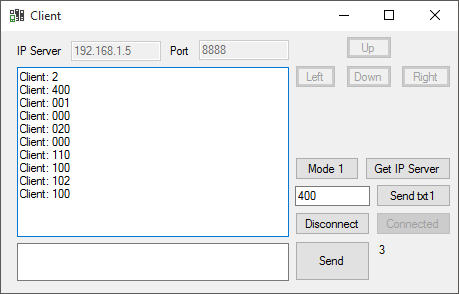 Client
IP Server 192.168.1.5 Port 8888
Up
Left Down Right
Client: 2
Client: 400
Client: 001
Client: 000
Client: 020
Client: 000
Client: 110
Client: 100
Client: 102
Client: 100
Mode 1 Get IP Server
400 Send txt1
Disconnect Connected
Send 3